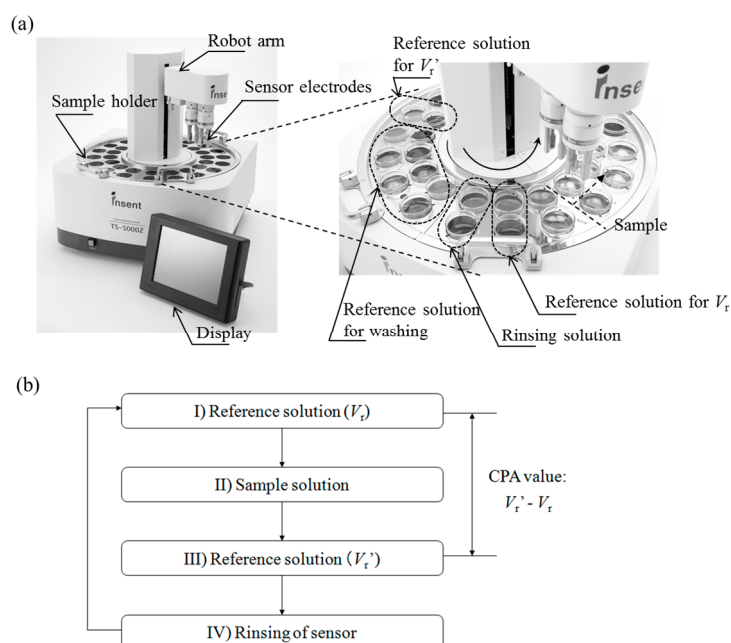 (a)
Robot arm
Sensor electrodes
Sample holder
insent
TS-5000Z
Display
Reference solution
for Vr'
insent
Sample
Reference solution
for washing
Reference solution for Vr
Rinsing solution
(b)
I) Reference solution (Vr)
II) Sample solution
III) Reference solution (Vr')
IV) Rinsing of sensor
CPA value:
Vr' - Vr